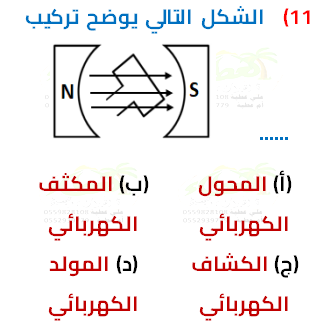 11) الشكل التالي يوضح تركيب
N S
......
(أ) المحول الكهربائي
(ب) المكثف الكهربائي
(ج) الكشاف الكهربائي
(د) المولد الكهربائي